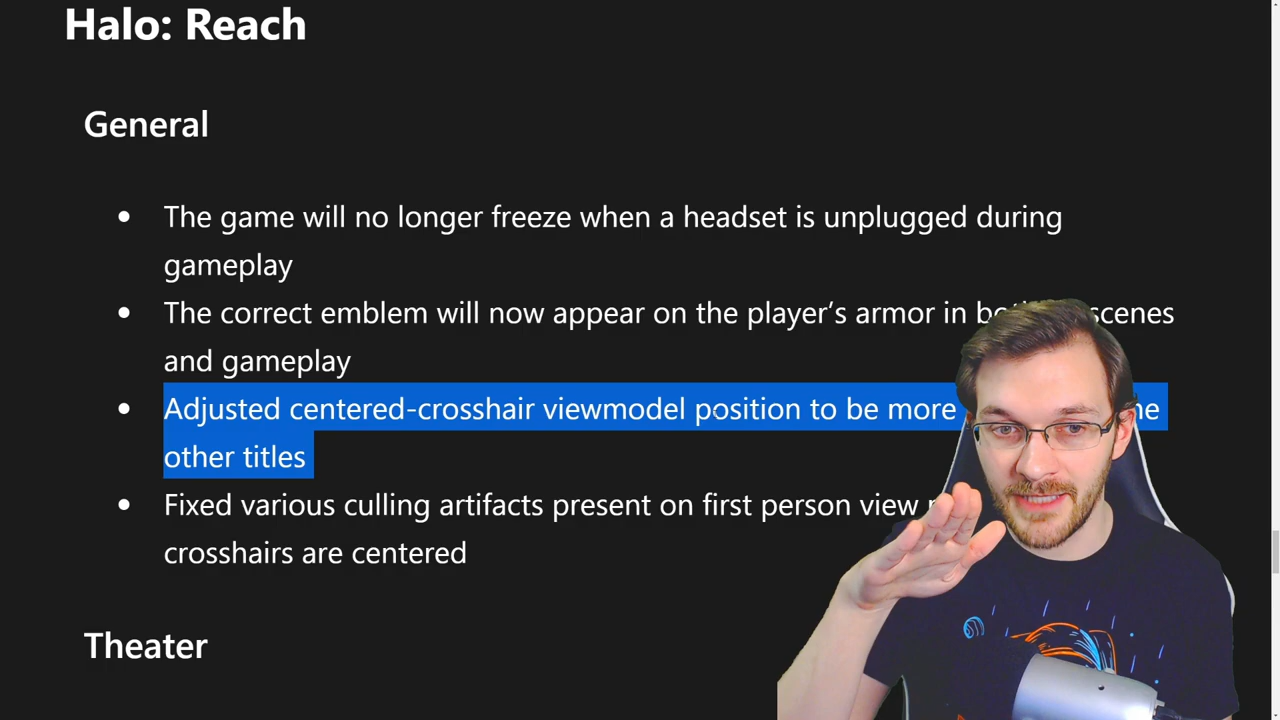 Halo: Reach
General
• The game will no longer freeze when a headset is unplugged during
gameplay
• The correct emblem will now appear on the player’s armor in scenes
and gameplay
• Adjusted centered-crosshair viewmodel position to be more
other titles
• Fixed various culling artifacts present on first person view
crosshairs are centered
Theater